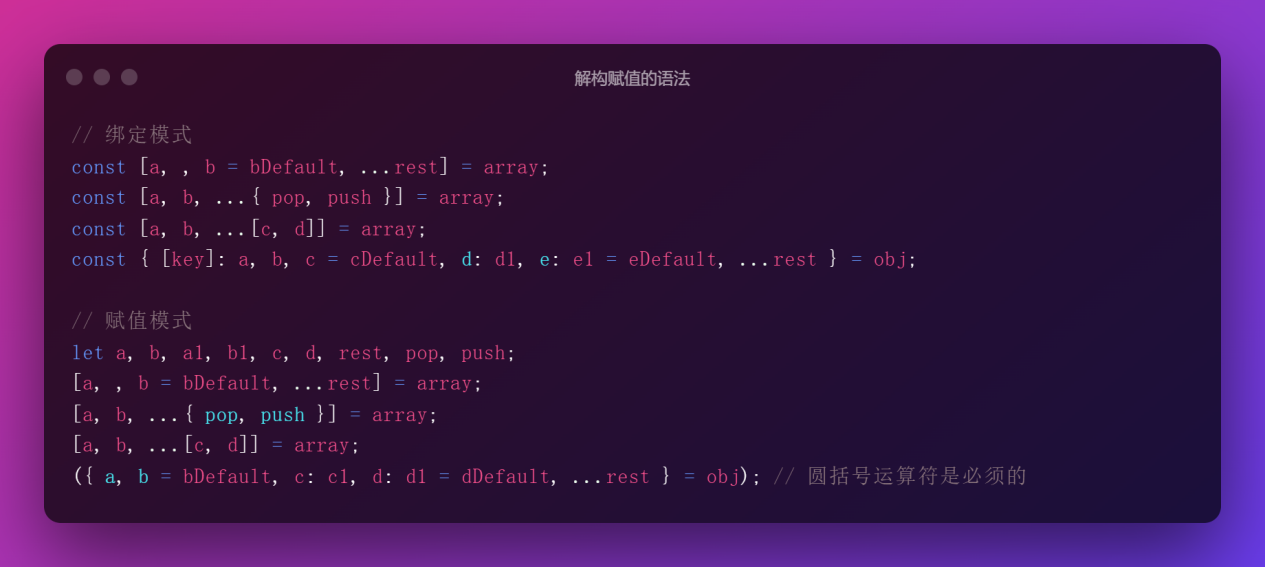 解构赋值的语法
// 绑定模式
const [a, , b = bDefault, ...rest] = array;
const [a, b, ...{ pop, push }] = array;
const [a, b, ...[c, d]] = array;
const { [key]: a, b, c = cDefault, d: d1, e: e1 = eDefault, ...rest } = obj;
// 赋值模式
let a, b, a1, b1, c, d, rest, pop, push;
[a, , b = bDefault, ...rest] = array;
[a, b, ...{ pop, push }] = array;
[a, b, ...[c, d]] = array;
({ a, b = bDefault, c: c1, d: d1 = dDefault, ...rest } = obj); // 圆括号运算符是必须的